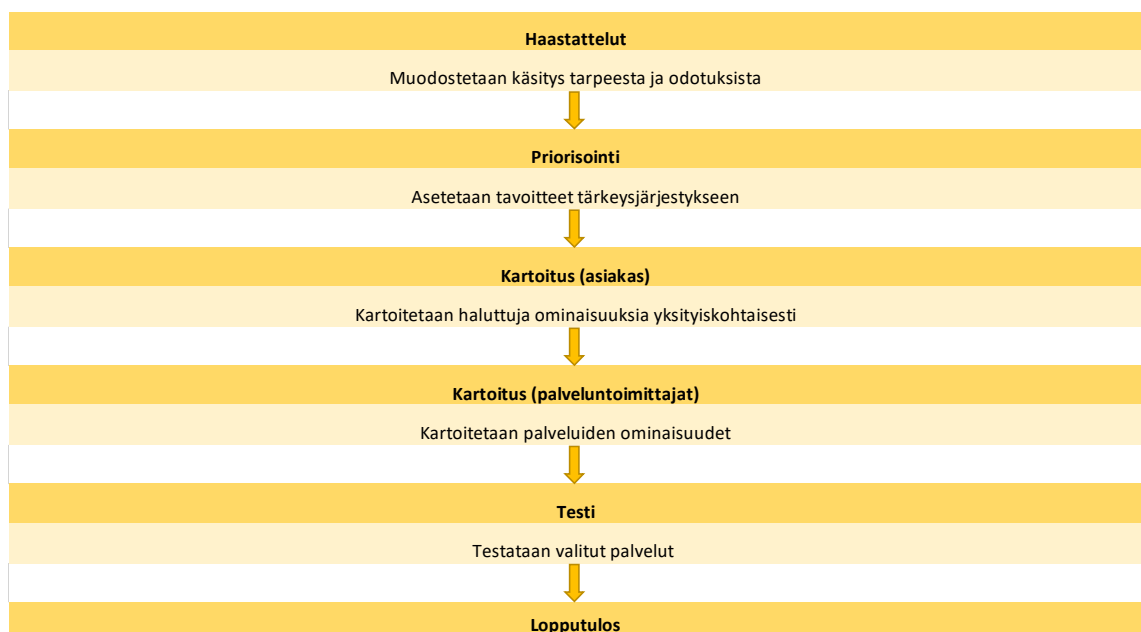 Haastattelut
Muodostetaan käsitys tarpeesta ja odotuksista
Priorisointi
Asetetaan tavoitteet tärkeysjärjestykseen
Kartoitus (asiakas)
Kartoitetaan haluttuja ominaisuuksia yksityiskohtaisesti
Kartoitus (palveluntoimittajat)
Kartoitetaan palveluiden ominaisuudet
Testi
Testataan valitut palvelut
Lopputulos